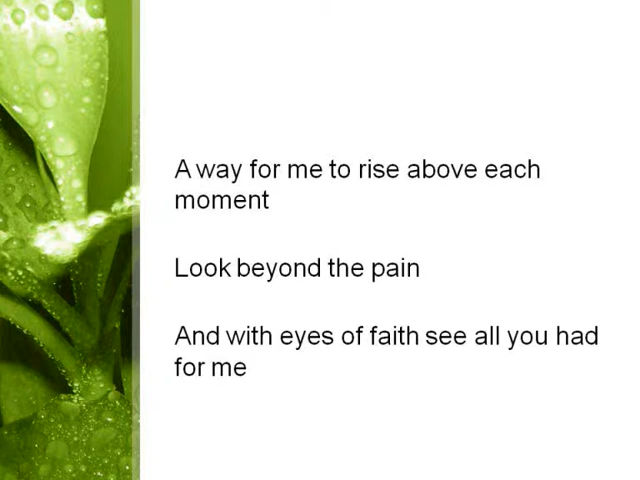 A way for me to rise above each
moment
Look beyond the pain
And with eyes of faith see all you had
for me